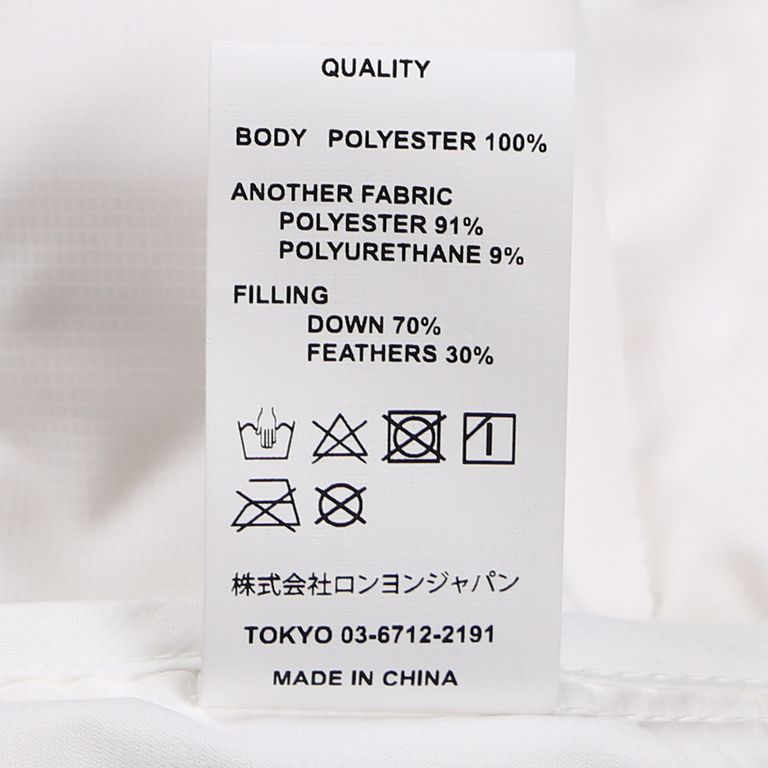 QUALITY
BODY POLYESTER 100%
ANOTHER FABRIC
POLYESTER 91%
POLYURETHANE 9%
FILLING
DOWN 70%
FEATHERS 30%
株式会社ロンヨンジャパン
TOKYO 03-6712-2191
MADE IN CHINA